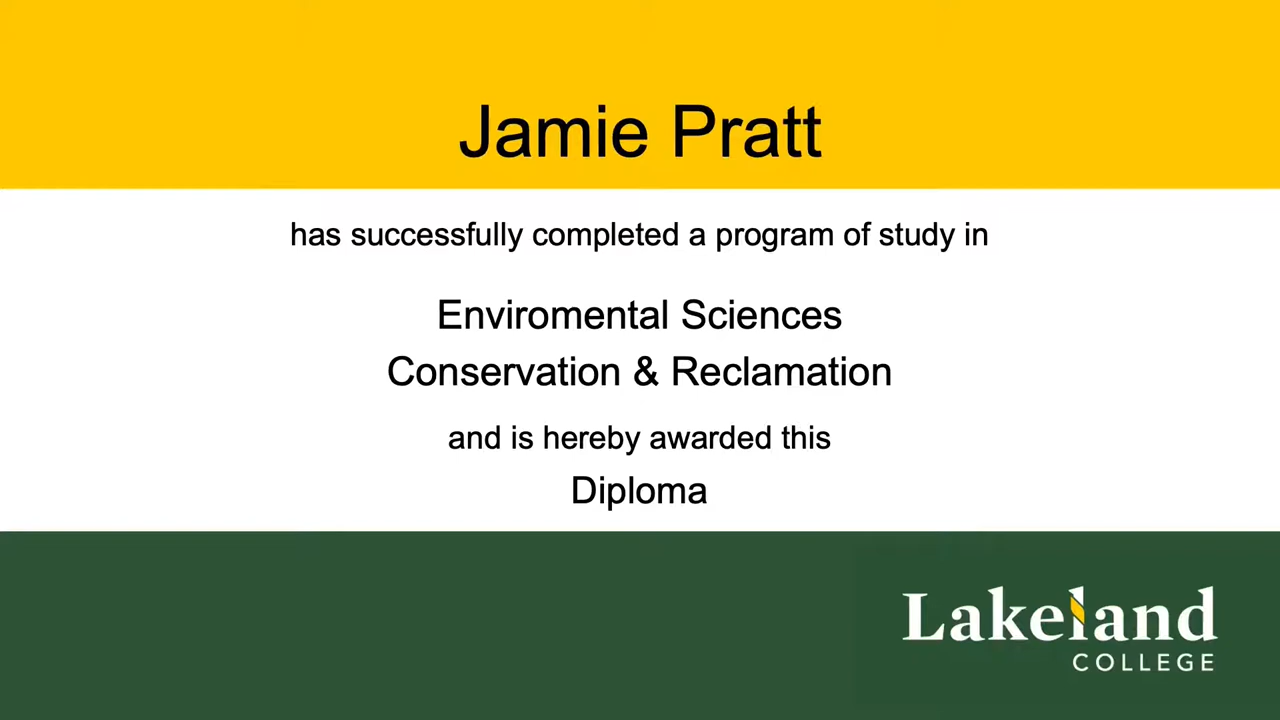 Jamie Pratt
has successfully completed a program of study in
Enviromental Sciences
Conservation & Reclamation
and is hereby awarded this
Diploma
Lakeland
COLLEGE